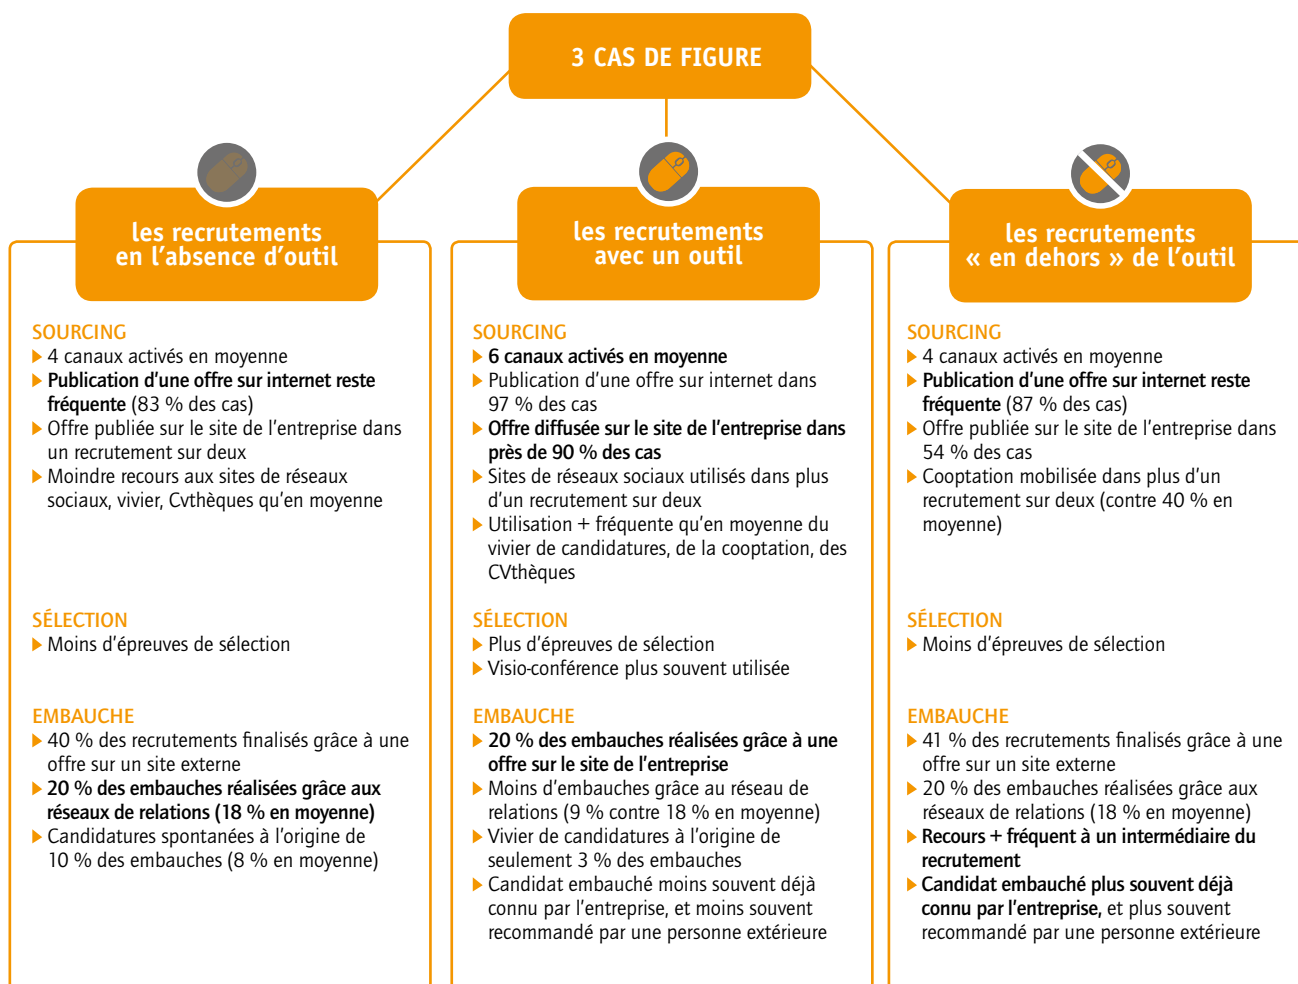 3 CAS DE FIGURE
les recrutements
en l’absence d’outil
SOURCING
4 canaux activés en moyenne
Publication d’une offre sur internet reste
fréquente (83 % des cas)
Offre publiée sur le site de l’entreprise dans
un recrutement sur deux
Moindre recours aux sites de réseaux
sociaux, vivier, Cvthèques qu’en moyenne
SÉLECTION
Moins d’épreuves de sélection
EMBAUCHE
40 % des recrutements finalisés grâce à une
offre sur un site externe
20 % des embauches réalisées grâce aux
réseaux de relations (18 % en moyenne)
Candidatures spontanées à l’origine de
10 % des embauches (8 % en moyenne)
les recrutements
avec un outil
SOURCING
6 canaux activés en moyenne
Publication d’une offre sur internet dans
97 % des cas
Offre diffusée sur le site de l’entreprise dans
près de 90 % des cas
Sites de réseaux sociaux utilisés dans plus
d’un recrutement sur deux
Utilisation + fréquente qu’en moyenne du
vivier de candidatures, de la cooptation, des
CVthèques
SÉLECTION
Plus d’épreuves de sélection
Visio-conférence plus souvent utilisée
EMBAUCHE
20 % des embauches réalisées grâce à une
offre sur le site de l’entreprise
Moins d’embauches grâce au réseau de
relations (9 % contre 18 % en moyenne)
Vivier de candidatures à l’origine de
seulement 3 % des embauches
Candidat embauché moins souvent déjà
connu par l’entreprise, et moins souvent
recommandé par une personne extérieure
les recrutements
« en dehors » de l’outil
SOURCING
4 canaux activés en moyenne
Publication d’une offre sur internet reste
fréquente (87 % des cas)
Offre publiée sur le site de l’entreprise dans
54 % des cas
Cooptation mobilisée dans plus d’un
recrutement sur deux (contre 40 % en
moyenne)
SÉLECTION
Moins d’épreuves de sélection
EMBAUCHE
41 % des recrutements finalisés grâce à une
offre sur un site externe
20 % des embauches réalisées grâce aux
réseaux de relations (18 % en moyenne)
Recours + fréquent à un intermédiaire du
recrutement
Candidat embauché plus souvent déjà
connu par l’entreprise, et plus souvent
recommandé par une personne extérieure